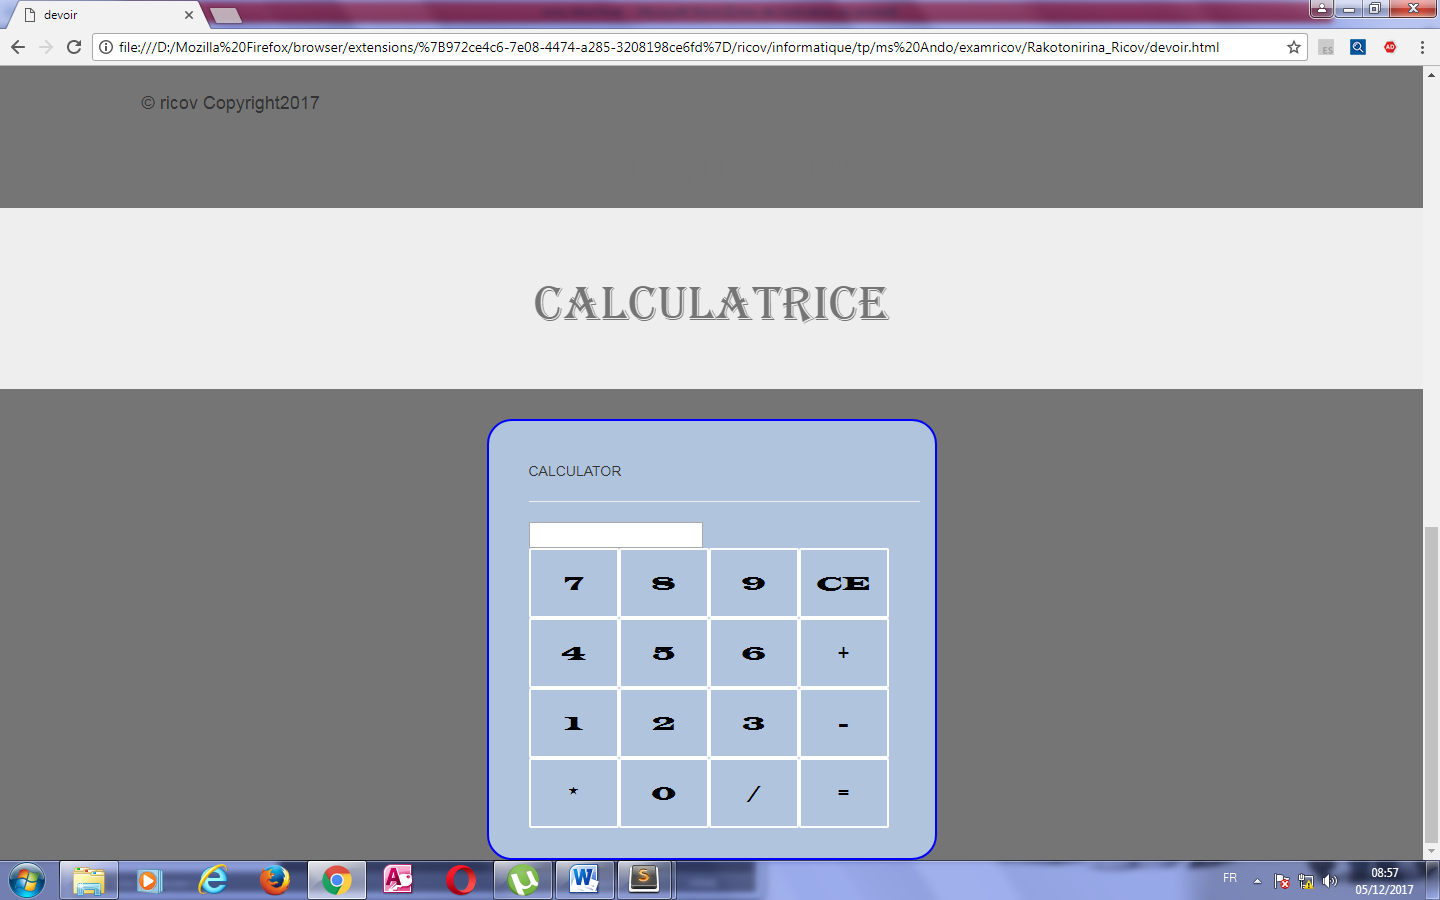 devoir
file:///D:/Mozilla%20Firefox/browser/extensions/%7B972ce4c6-7e08-4474-a285-3208198ce6fd%7D/ricov/informatique/tp/ms%20Ando/examricov/Rakotonirina_Ricov/devoir.html
© ricov Copyright2017
CALCULATRICE
CALCULATOR
7 8 9 CE
4 5 6 +
1 2 3 -
* 0 / =
FR
08:57
05/12/2017